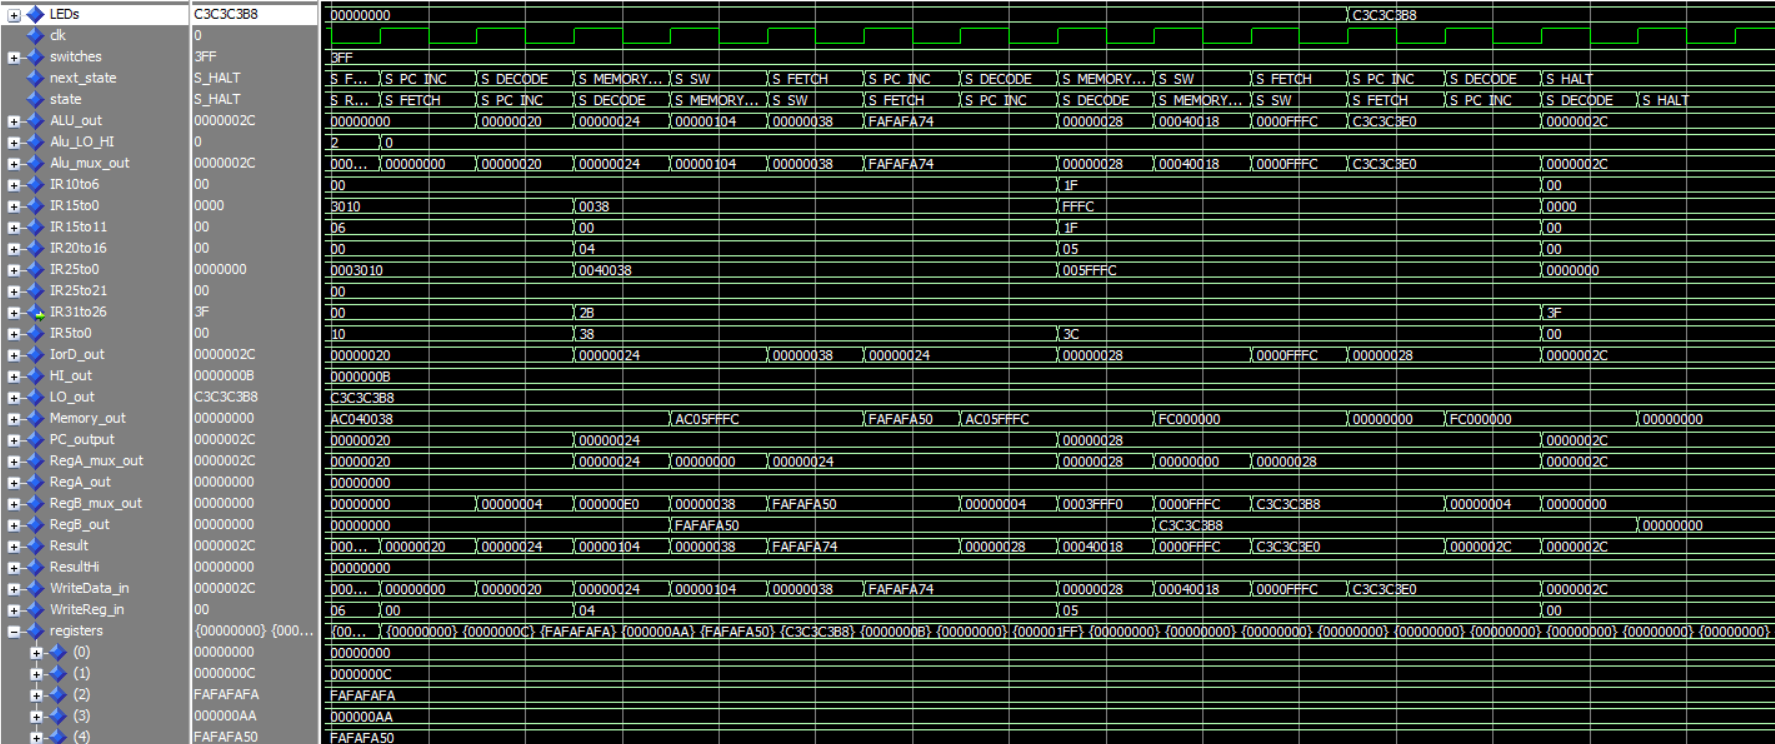 LEDs C3C3C3B8 00000000 C3C3C3B8
clk 0
switches 3FF 3FF
next_state S_HALT S F... S PC INC S DECODE S MEMORY... S SW S FETCH S PC INC S DECODE S MEMORY... S SW S FETCH S PC INC S DECODE S HALT
state S_HALT S R... S FETCH S PC INC S DECODE S MEMORY... S SW S FETCH S PC INC S DECODE S MEMORY... S SW S FETCH S PC INC S DECODE S HALT
ALU_out 0000002C 00000000 00000020 00000024 00000104 00000038 FAFAFA74 00000028 00040018 0000FFFC C3C3C3E0 0000002C
Alu_LO_HI 0 2 0
Alu_mux_out 0000002C 000... 00000000 00000020 00000024 00000104 00000038 FAFAFA74 00000028 00040018 0000FFFC C3C3C3E0 0000002C
IR10to6 00 00 1F 00
IR15to0 0000 3010 0038 FFFC 0000
IR15to11 00 06 00 1F 00
IR20to16 00 00 04 05 00
IR25to0 0000000 0003010 0040038 005FFFC 0000000
IR25to21 00 00
IR31to26 3F 00 2B 3F
IR5to0 00 10 38 3C 00
IorD_out 0000002C 00000020 00000024 00000038 00000024 00000028 0000FFFC 00000028 0000002C
HI_out 0000000B 0000000B
LO_out C3C3C3B8 C3C3C3B8
Memory_out 00000000 AC040038 AC05FFFC FAFAFA50 AC05FFFC FC000000 00000000 FC000000 00000000
PC_output 0000002C 00000020 00000024 00000028 0000002C
RegA_mux_out 0000002C 00000020 00000024 00000000 00000024 00000028 00000000 00000028 0000002C
RegA_out 00000000 00000000
RegB_mux_out 00000000 00000000 00000004 000000E0 00000038 FAFAFA50 00000004 0003FFF0 0000FFFC C3C3C3B8 00000004 00000000
RegB_out 00000000 00000000 FAFAFA50 C3C3C3B8 00000000
Result 0000002C 000... 00000020 00000024 00000104 00000038 FAFAFA74 00000028 00040018 0000FFFC C3C3C3E0 0000002C 0000002C
ResultHi 00000000 00000000
WriteData_in 0000002C 000... 00000000 00000020 00000024 00000104 00000038 FAFAFA74 00000028 00040018 0000FFFC C3C3C3E0 0000002C
WriteReg_in 00 06 00 04 05 00
registers {00000000} {000... {00... {00000000} {0000000C} {FAFAFAFA} {000000AA} {FAFAFA50} {C3C3C3B8} {0000000B} {00000000} {000001FF} {00000000} {00000000} {00000000} {00000000} {00000000} {00000000} {00000000} {00000000} {00000000}
(0) 00000000 00000000
(1) 0000000C 0000000C
(2) FAFAFAFA FAFAFAFA
(3) 000000AA 000000AA
(4) FAFAFA50 FAFAFA50